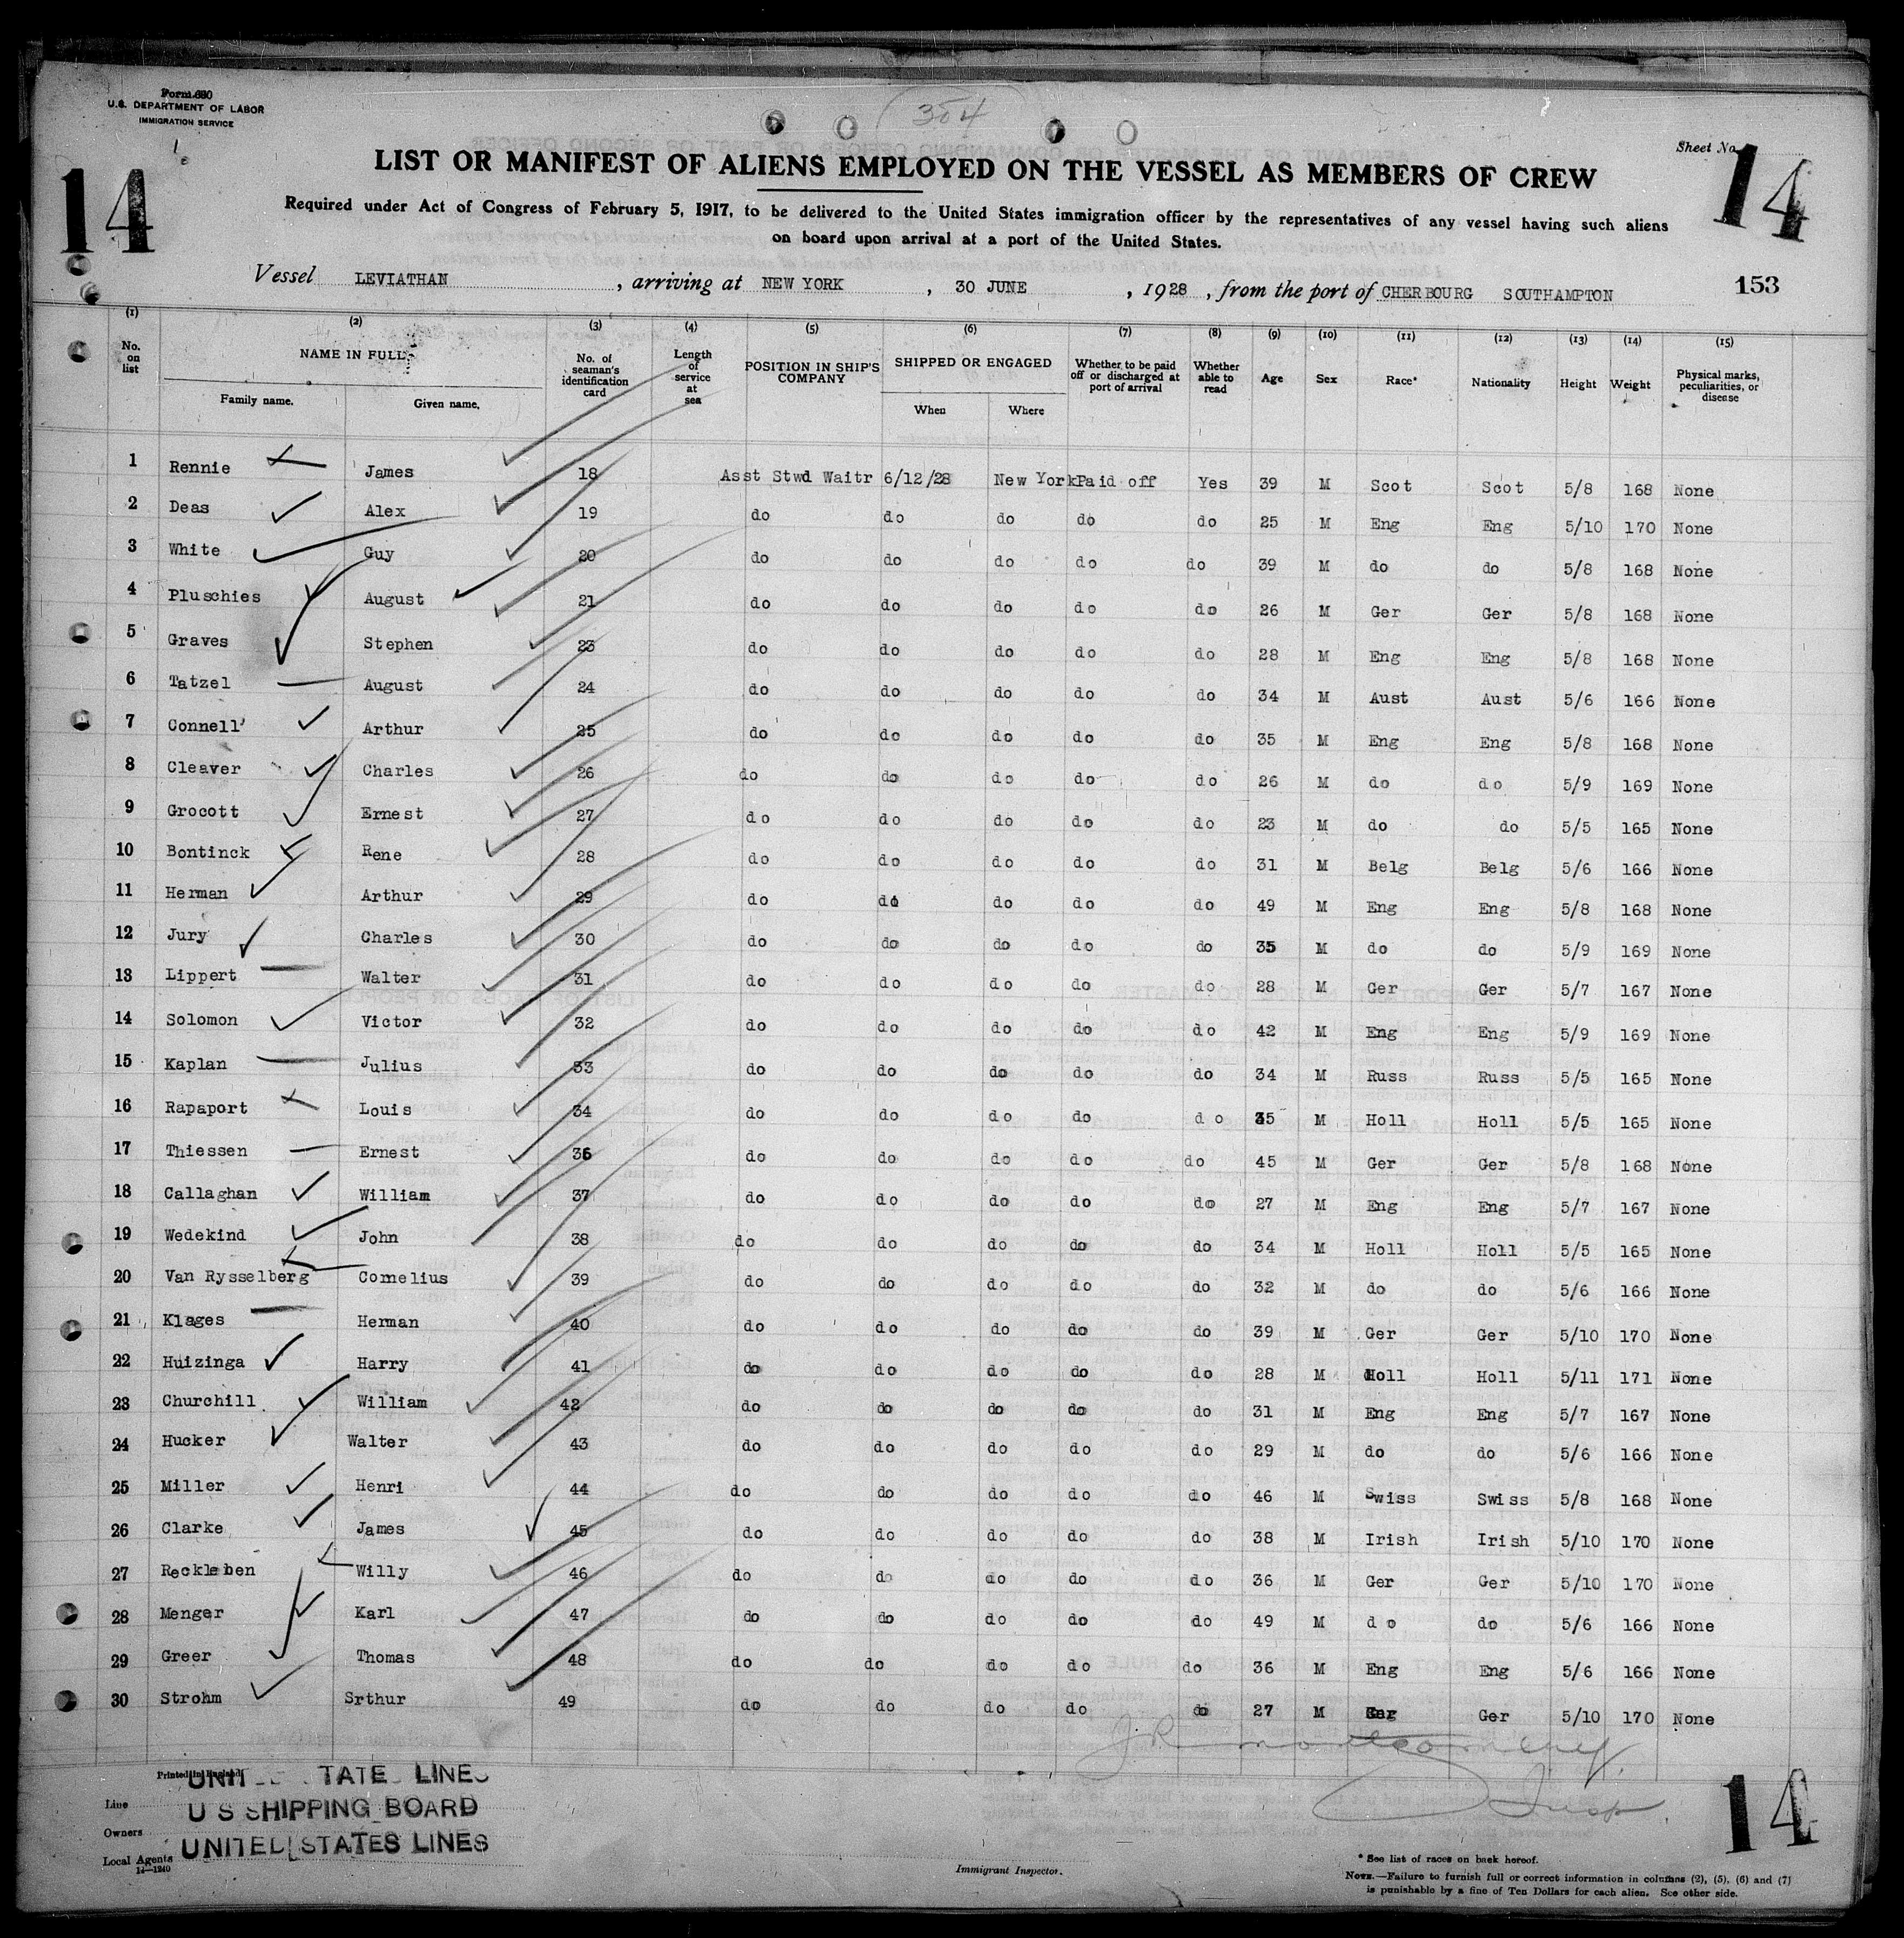 Form 680
U.S. DEPARTMENT OF LABOR
IMMIGRATION SERVICE
354
Sheet No.
14
14
LIST OR MANIFEST OF ALIENS EMPLOYED ON THE VESSEL AS MEMBERS OF CREW
Required under Act of Congress of February 5, 1917, to be delivered to the United States immigration officer by the representatives of any vessel having such aliens
on board upon arrival at a port of the United States.
Vessel LEVIATHAN, arriving at NEW YORK, 30 JUNE, 1928, from the port of CHERBOURG SOUTHAMPTON 153
(1) (2) (3) (4) (5) (6) (7) (8) (9) (10) (11) (12) (13) (14) (15)
No. on list NAME IN FULL Family name. Given name. No. of seaman's identification card Length of service at sea POSITION IN SHIP'S COMPANY SHIPPED OR ENGAGED When Where Whether to be paid off or discharged at port of arrival Whether able to read Age Sex Race* Nationality Height Weight Physical marks, peculiarities, or disease
1 Rennie James 18 Asst Stwd Waitr 6/12/28 New York Paid off Yes 39 M Scot Scot 5/8 168 None
2 Deas Alex 19 do do do do do 25 M Eng Eng 5/10 170 None
3 White Guy 20 do do do do do 39 M do do 5/8 168 None
4 Pluschies August 21 do do do do do 26 M Ger Ger 5/8 168 None
5 Graves Stephen 23 do do do do do 28 M Eng Eng 5/8 168 None
6 Tatzel August 24 do do do do do 34 M Aust Aust 5/6 166 None
7 Connell' Arthur 25 do do do do do 35 M Eng Eng 5/8 168 None
8 Cleaver Charles 26 do do do do do 26 M do do 5/9 169 None
9 Grocott Ernest 27 do do do do do 23 M do do 5/5 165 None
10 Bontinck Rene 28 do do do do do 31 M Belg Belg 5/6 166 None
11 Herman Arthur 29 do do do do do 49 M Eng Eng 5/8 168 None
12 Jury Charles 30 do do do do do 35 M do do 5/9 169 None
13 Lippert Walter 31 do do do do do 28 M Ger Ger 5/7 167 None
14 Solomon Victor 32 do do do do do 42 M Eng Eng 5/9 169 None
15 Kaplan Julius 33 do do do do do 34 M Russ Russ 5/5 165 None
16 Rapaport Louis 34 do do do do do 35 M Holl Holl 5/5 165 None
17 Thiessen Ernest 36 do do do do do 45 M Ger Ger 5/8 168 None
18 Callaghan William 37 do do do do do 27 M Eng Eng 5/7 167 None
19 Wedekind John 38 do do do do do 34 M Holl Holl 5/5 165 None
20 Van Rysselberg Cornelius 39 do do do do do 32 M do do 5/6 166 None
21 Klages Herman 40 do do do do do 39 M Ger Ger 5/10 170 None
22 Huizinga Harry 41 do do do do do 28 M Holl Holl 5/11 171 None
23 Churchill William 42 do do do do do 31 M Eng Eng 5/7 167 None
24 Hucker Walter 43 do do do do do 29 M do do 5/6 166 None
25 Miller Henri 44 do do do do do 46 M Swiss Swiss 5/8 168 None
26 Clarke James 45 do do do do do 38 M Irish Irish 5/10 170 None
27 Reckleben Willy 46 do do do do do 36 M Ger Ger 5/10 170 None
28 Menger Karl 47 do do do do do 49 M do do 5/6 166 None
29 Greer Thomas 48 do do do do do 36 M Eng Eng 5/6 166 None
30 Strohm Srthur 49 do do do do do 27 M Ger Ger 5/10 170 None
J R Montgomery
Insp
Printed in England
Line UNITED STATES LINES
Owners U S SHIPPING BOARD
Local Agents UNITED STATES LINES
14—1240
Immigrant Inspector.
14
* See list of races on back hereof.
NOTE.—Failure to furnish full or correct information in columns (2), (5), (6) and (7)
is punishable by a fine of Ten Dollars for each alien. See other side.